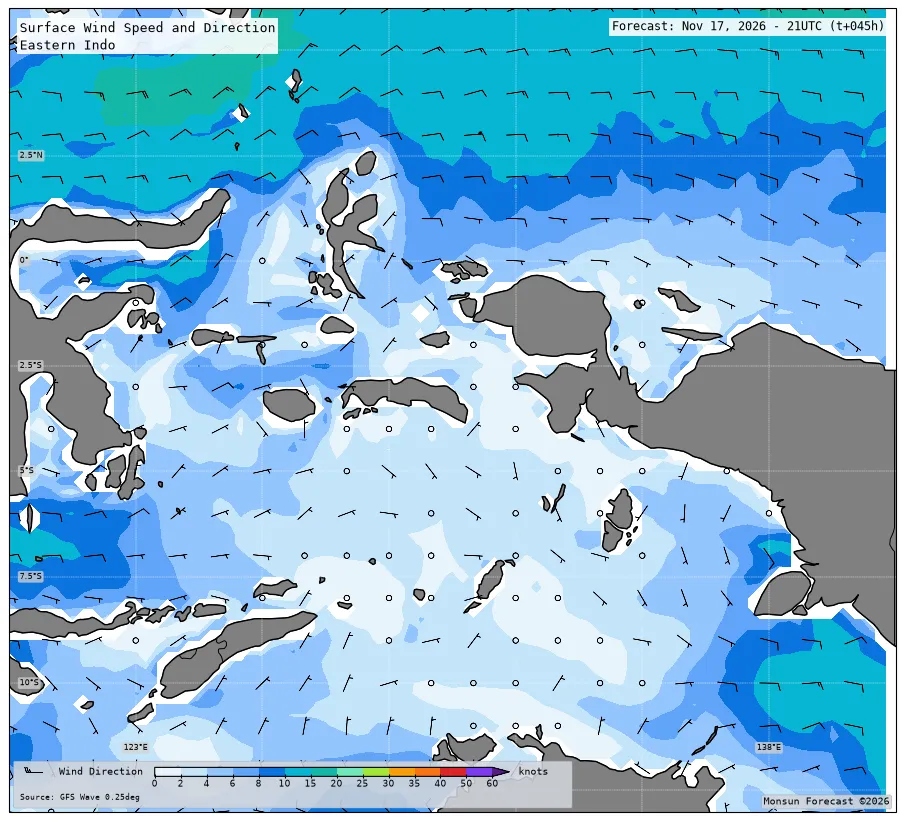 Surface Wind Speed and Direction
Eastern Indo
Forecast: Nov 17, 2026 - 21UTC (t+045h)
2.5°N
0°
2.5°S
5°S
7.5°S
10°S
123°E
138°E
Wind Direction
0 2 4 6 8 10 15 20 25 30 35 40 50 60
knots
Source: GFS Wave 0.25deg
Monsun Forecast ©2026